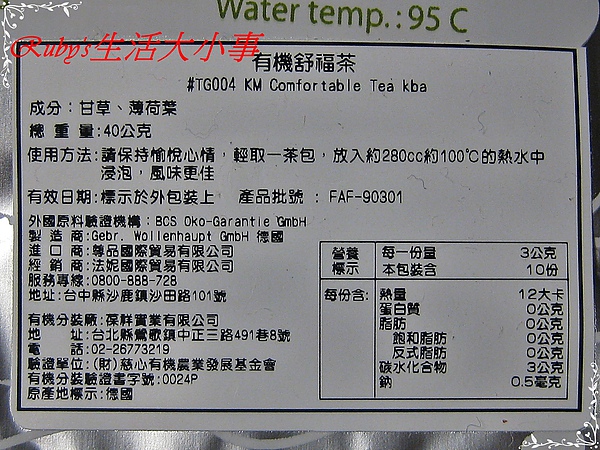 Water temp.: 95 C
Ruby's生活大小事
有機舒福茶
#TG004 KM Comfortable Tea kba
成分：甘草、薄荷葉
總 重 量:40公克
使用方法:請保持愉悅心情，輕取一茶包，放入約280cc約100℃的熱水中
浸泡，風味更佳
有效日期:標示於外包裝上 產品批號 : FAF-90301
外國原料驗證機構：BCS Oko-Garantie GmbH
製 造 商:Gebr. Wollenhaupt GmbH 德國
進 口 商:尊品國際貿易有限公司
經 銷 商:法妮國際貿易有限公司
服務專線:0800-888-728
地址:台中縣沙鹿鎮沙田路101號
有機分裝廠:葆祥實業有限公司
地 址:台北縣鶯歌鎮中正三路491巷8號
電 話:02-26773219
驗證單位:(財)慈心有機農業發展基金會
有機分裝驗證書字號:0024P
原產地標示:德國
營養標示
每一份量 3公克
本包裝含 10份
每份含:
熱量 12大卡
蛋白質 0公克
脂肪 0公克
飽和脂肪 0公克
反式脂肪 0公克
碳水化合物 3公克
鈉 0.5毫克